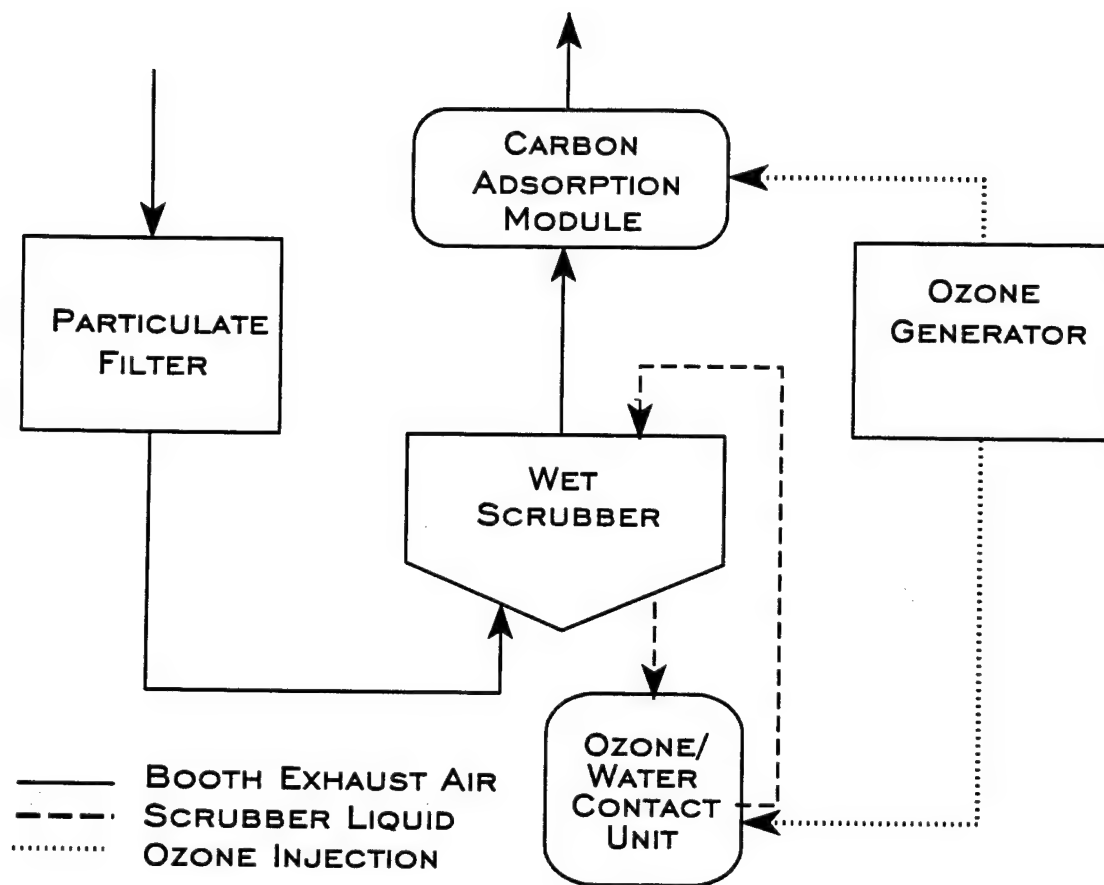 CARBON
ADSORPTION
MODULE
PARTICULATE
FILTER
OZONE
GENERATOR
WET
SCRUBBER
OZONE/
WATER
CONTACT
UNIT
BOOTH EXHAUST AIR
SCRUBBER LIQUID
OZONE INJECTION